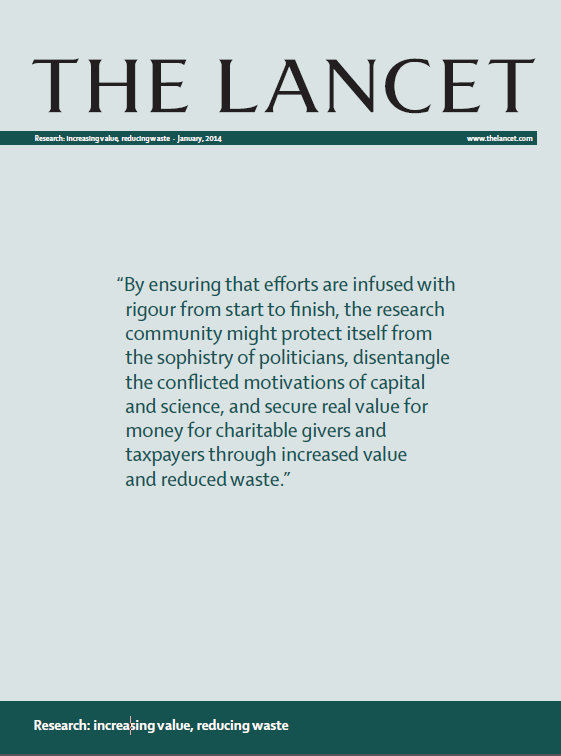 THE LANCET
Research: increasing value, reducing waste - January, 2014
www.thelancet.com
“By ensuring that efforts are infused with
rigour from start to finish, the research
community might protect itself from
the sophistry of politicians, disentangle
the conflicted motivations of capital
and science, and secure real value for
money for charitable givers and
taxpayers through increased value
and reduced waste.”
Research: increasing value, reducing waste